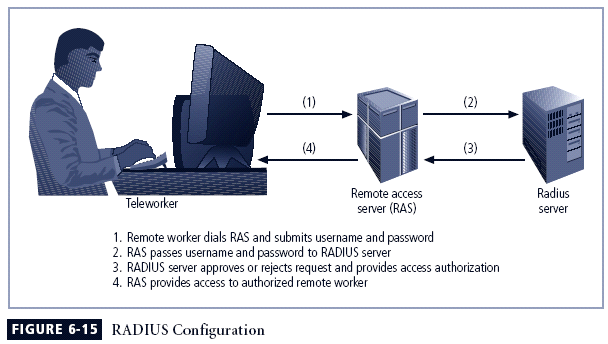 (1)
(2)
(4)
(3)
Teleworker
Remote access
server (RAS)
Radius
server
1. Remote worker dials RAS and submits username and password
2. RAS passes username and password to RADIUS server
3. RADIUS server approves or rejects request and provides access authorization
4. RAS provides access to authorized remote worker
FIGURE 6-15 RADIUS Configuration